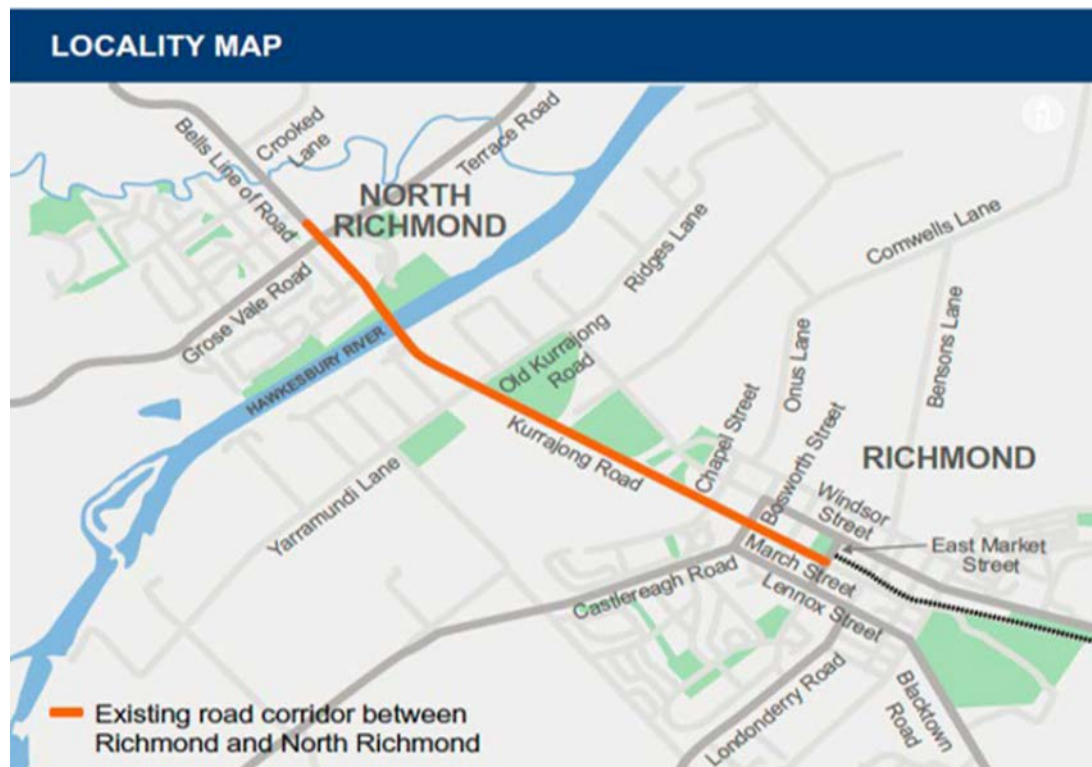 LOCALITY MAP
Bells Line of Road
Crooked
Lane
Terrace Road
NORTH
RICHMOND
Grose Vale Road
HAWKESBURY RIVER
Ridges Lane
Cornwells Lane
Old Kurrajong
Road
Onus Lane
Bensons Lane
Kurrajong Road
Chapel Street
Bosworth Street
RICHMOND
Yarramundi Lane
Windsor
Street
East Market
Street
March Street
Castlereagh Road
Lennox Street
Londonderry Road
Blacktown
Road
Existing road corridor between
Richmond and North Richmond